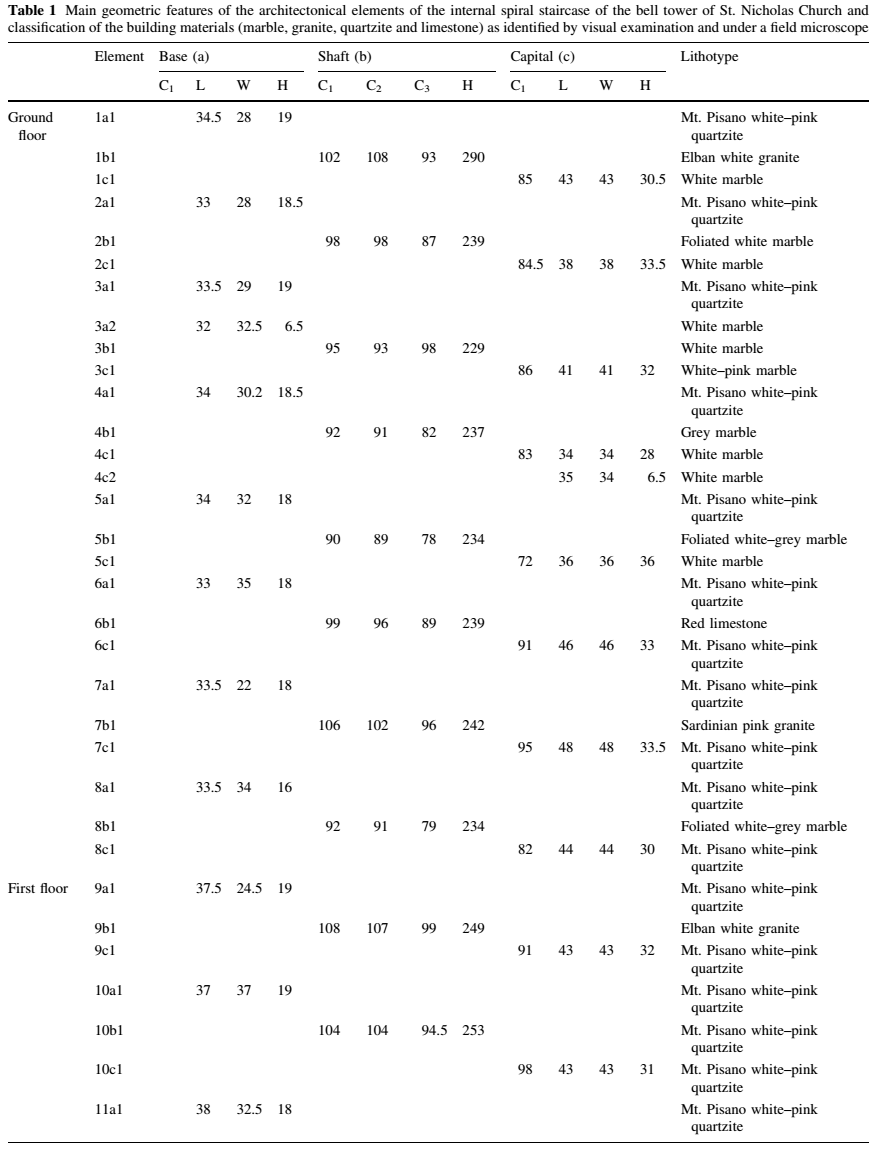 Table 1 Main geometric features of the architectonical elements of the internal spiral staircase of the bell tower of St. Nicholas Church and
classification of the building materials (marble, granite, quartzite and limestone) as identified by visual examination and under a field microscope
Element Base (a) Shaft (b) Capital (c) Lithotype
C1 L W H C1 C2 C3 H C1 L W H
Ground 1a1 34.5 28 19 Mt. Pisano white–pink
floor quartzite
1b1 102 108 93 290 Elban white granite
1c1 85 43 43 30.5 White marble
2a1 33 28 18.5 Mt. Pisano white–pink
quartzite
2b1 98 98 87 239 Foliated white marble
2c1 84.5 38 38 33.5 White marble
3a1 33.5 29 19 Mt. Pisano white–pink
quartzite
3a2 32 32.5 6.5 White marble
3b1 95 93 98 229 White marble
3c1 86 41 41 32 White–pink marble
4a1 34 30.2 18.5 Mt. Pisano white–pink
quartzite
4b1 92 91 82 237 Grey marble
4c1 83 34 34 28 White marble
4c2 35 34 6.5 White marble
5a1 34 32 18 Mt. Pisano white–pink
quartzite
5b1 90 89 78 234 Foliated white–grey marble
5c1 72 36 36 36 White marble
6a1 33 35 18 Mt. Pisano white–pink
quartzite
6b1 99 96 89 239 Red limestone
6c1 91 46 46 33 Mt. Pisano white–pink
quartzite
7a1 33.5 22 18 Mt. Pisano white–pink
quartzite
7b1 106 102 96 242 Sardinian pink granite
7c1 95 48 48 33.5 Mt. Pisano white–pink
quartzite
8a1 33.5 34 16 Mt. Pisano white–pink
quartzite
8b1 92 91 79 234 Foliated white–grey marble
8c1 82 44 44 30 Mt. Pisano white–pink
quartzite
First floor 9a1 37.5 24.5 19 Mt. Pisano white–pink
quartzite
9b1 108 107 99 249 Elban white granite
9c1 91 43 43 32 Mt. Pisano white–pink
quartzite
10a1 37 37 19 Mt. Pisano white–pink
quartzite
10b1 104 104 94.5 253 Mt. Pisano white–pink
quartzite
10c1 98 43 43 31 Mt. Pisano white–pink
quartzite
11a1 38 32.5 18 Mt. Pisano white–pink
quartzite